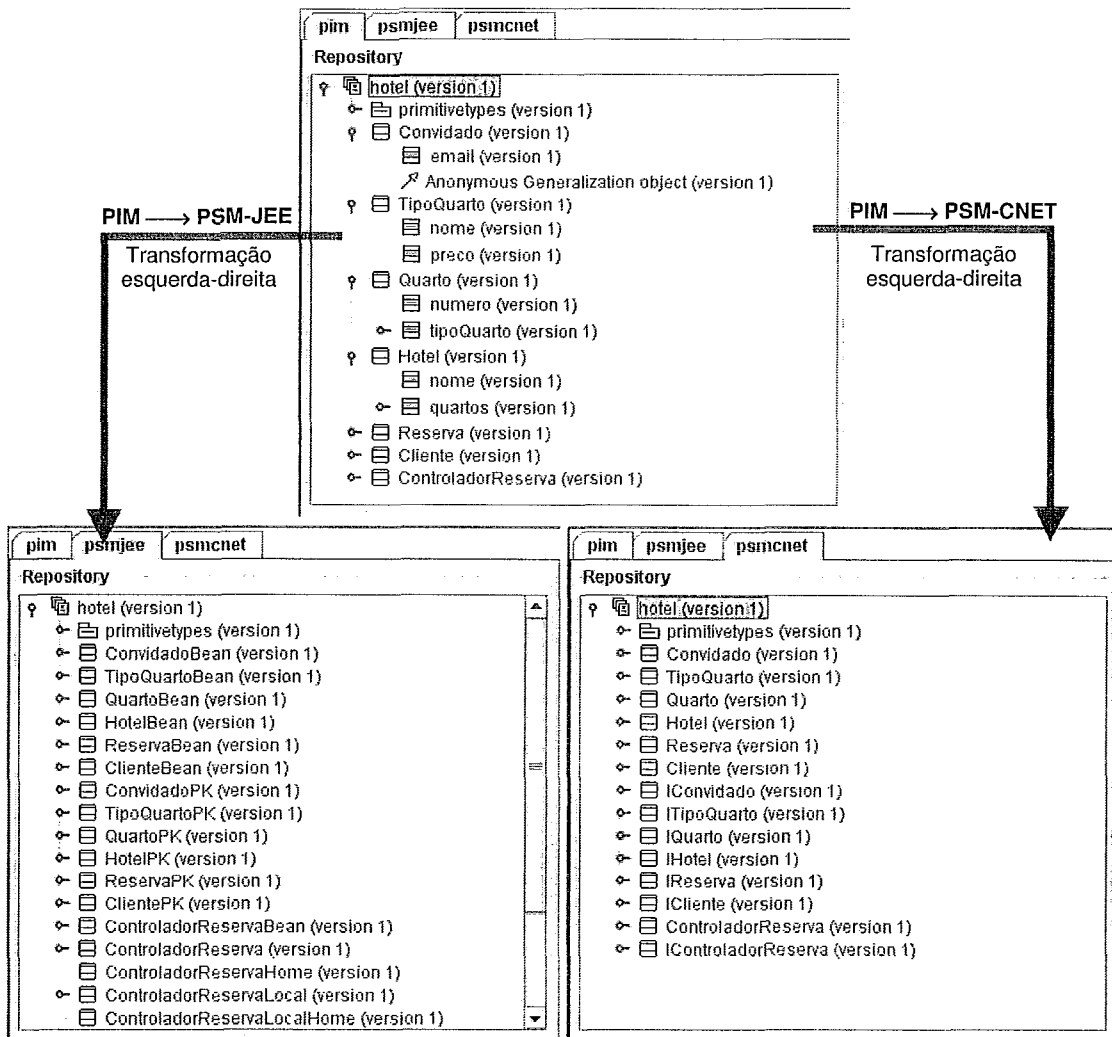 pim psmjee psmcnet
Repository
hotel (version 1)
primitivetypes (version 1)
Convidado (version 1)
email (version 1)
Anonymous Generalization object (version 1)
TipoQuarto (version 1)
nome (version 1)
preco (version 1)
Quarto (version 1)
numero (version 1)
tipoQuarto (version 1)
Hotel (version 1)
nome (version 1)
quartos (version 1)
Reserva (version 1)
Cliente (version 1)
ControladorReserva (version 1)
PIM → PSM-JEE
Transformação
esquerda-direita
PIM → PSM-CNET
Transformação
esquerda-direita
pim psmjee psmcnet
Repository
hotel (version 1)
primitivetypes (version 1)
ConvidadoBean (version 1)
TipoQuartoBean (version 1)
QuartoBean (version 1)
HotelBean (version 1)
ReservaBean (version 1)
ClienteBean (version 1)
ConvidadoPK (version 1)
TipoQuartoPK (version 1)
QuartoPK (version 1)
HotelPK (version 1)
ReservaPK (version 1)
ClientePK (version 1)
ControladorReservaBean (version 1)
ControladorReserva (version 1)
ControladorReservaHome (version 1)
ControladorReservaLocal (version 1)
ControladorReservaLocalHome (version 1)
pim psmjee psmcnet
Repository
hotel (version 1)
primitivetypes (version 1)
Convidado (version 1)
TipoQuarto (version 1)
Quarto (version 1)
Hotel (version 1)
Reserva (version 1)
Cliente (version 1)
IConvidado (version 1)
ITipoQuarto (version 1)
IQuarto (version 1)
IHotel (version 1)
IReserva (version 1)
ICliente (version 1)
ControladorReserva (version 1)
IControladorReserva (version 1)